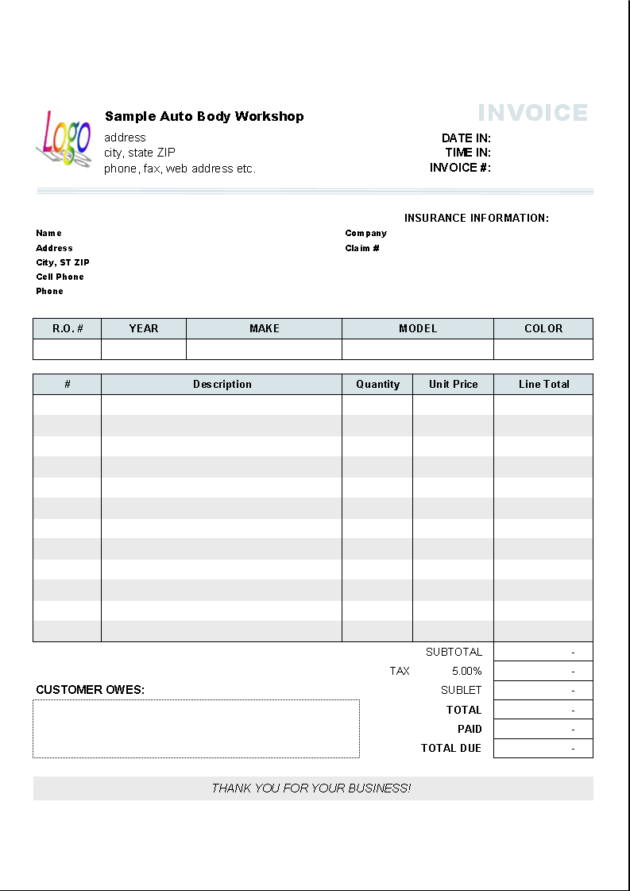 Logo
Sample Auto Body Workshop
INVOICE
address
city, state ZIP
phone, fax, web address etc.
DATE IN:
TIME IN:
INVOICE #:
INSURANCE INFORMATION:
Name
Company
Address
Claim #
City, ST ZIP
Cell Phone
Phone
R.O. # YEAR MAKE MODEL COLOR
# Description Quantity Unit Price Line Total
SUBTOTAL -
TAX 5.00% -
CUSTOMER OWES:
SUBLET -
TOTAL -
PAID -
TOTAL DUE -
THANK YOU FOR YOUR BUSINESS!